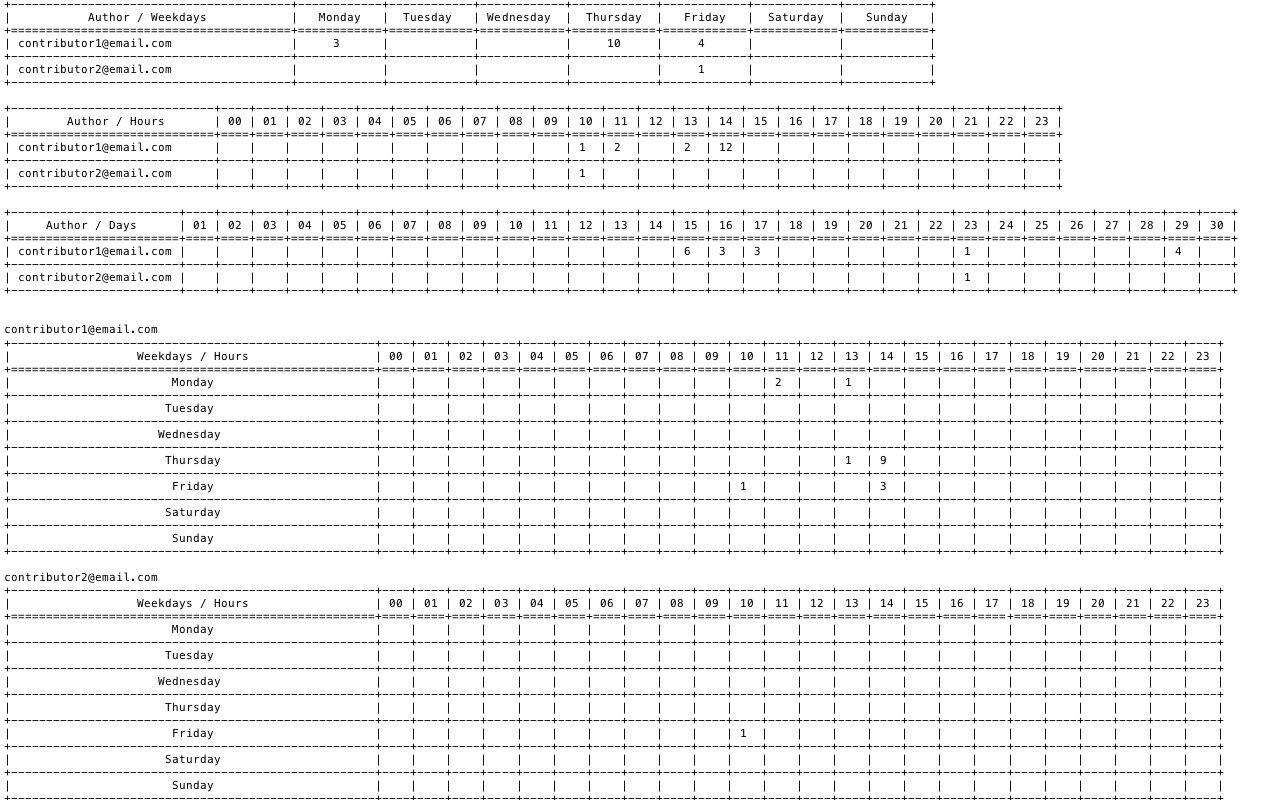 | Author / Weekdays | Monday | Tuesday | Wednesday | Thursday | Friday | Saturday | Sunday |
| contributor1@email.com | 3 | | | 10 | 4 | | |
| contributor2@email.com | | | | | 1 | | |
| Author / Hours | 00 | 01 | 02 | 03 | 04 | 05 | 06 | 07 | 08 | 09 | 10 | 11 | 12 | 13 | 14 | 15 | 16 | 17 | 18 | 19 | 20 | 21 | 22 | 23 |
| contributor1@email.com | | | | | | | | | | | 1 | 2 | | 2 | 12 | | | | | | | | | |
| contributor2@email.com | | | | | | | | | | | 1 | | | | | | | | | | | | | |
| Author / Days | 01 | 02 | 03 | 04 | 05 | 06 | 07 | 08 | 09 | 10 | 11 | 12 | 13 | 14 | 15 | 16 | 17 | 18 | 19 | 20 | 21 | 22 | 23 | 24 | 25 | 26 | 27 | 28 | 29 | 30 |
| contributor1@email.com | | | | | | | | | | | | | | | 6 | 3 | 3 | | | | | | 1 | | | | | | 4 | |
| contributor2@email.com | | | | | | | | | | | | | | | | | | | | | | | 1 | | | | | | | |
contributor1@email.com
| Weekdays / Hours | 00 | 01 | 02 | 03 | 04 | 05 | 06 | 07 | 08 | 09 | 10 | 11 | 12 | 13 | 14 | 15 | 16 | 17 | 18 | 19 | 20 | 21 | 22 | 23 |
| Monday | | | | | | | | | | | | 2 | | 1 | | | | | | | | | | |
| Tuesday | | | | | | | | | | | | | | | | | | | | | | | | |
| Wednesday | | | | | | | | | | | | | | | | | | | | | | | | |
| Thursday | | | | | | | | | | | | | | 1 | 9 | | | | | | | | | |
| Friday | | | | | | | | | | | 1 | | | | 3 | | | | | | | | | |
| Saturday | | | | | | | | | | | | | | | | | | | | | | | | |
| Sunday | | | | | | | | | | | | | | | | | | | | | | | | |
contributor2@email.com
| Weekdays / Hours | 00 | 01 | 02 | 03 | 04 | 05 | 06 | 07 | 08 | 09 | 10 | 11 | 12 | 13 | 14 | 15 | 16 | 17 | 18 | 19 | 20 | 21 | 22 | 23 |
| Monday | | | | | | | | | | | | | | | | | | | | | | | | |
| Tuesday | | | | | | | | | | | | | | | | | | | | | | | | |
| Wednesday | | | | | | | | | | | | | | | | | | | | | | | | |
| Thursday | | | | | | | | | | | | | | | | | | | | | | | | |
| Friday | | | | | | | | | | | 1 | | | | | | | | | | | | | |
| Saturday | | | | | | | | | | | | | | | | | | | | | | | | |
| Sunday | | | | | | | | | | | | | | | | | | | | | | | | |